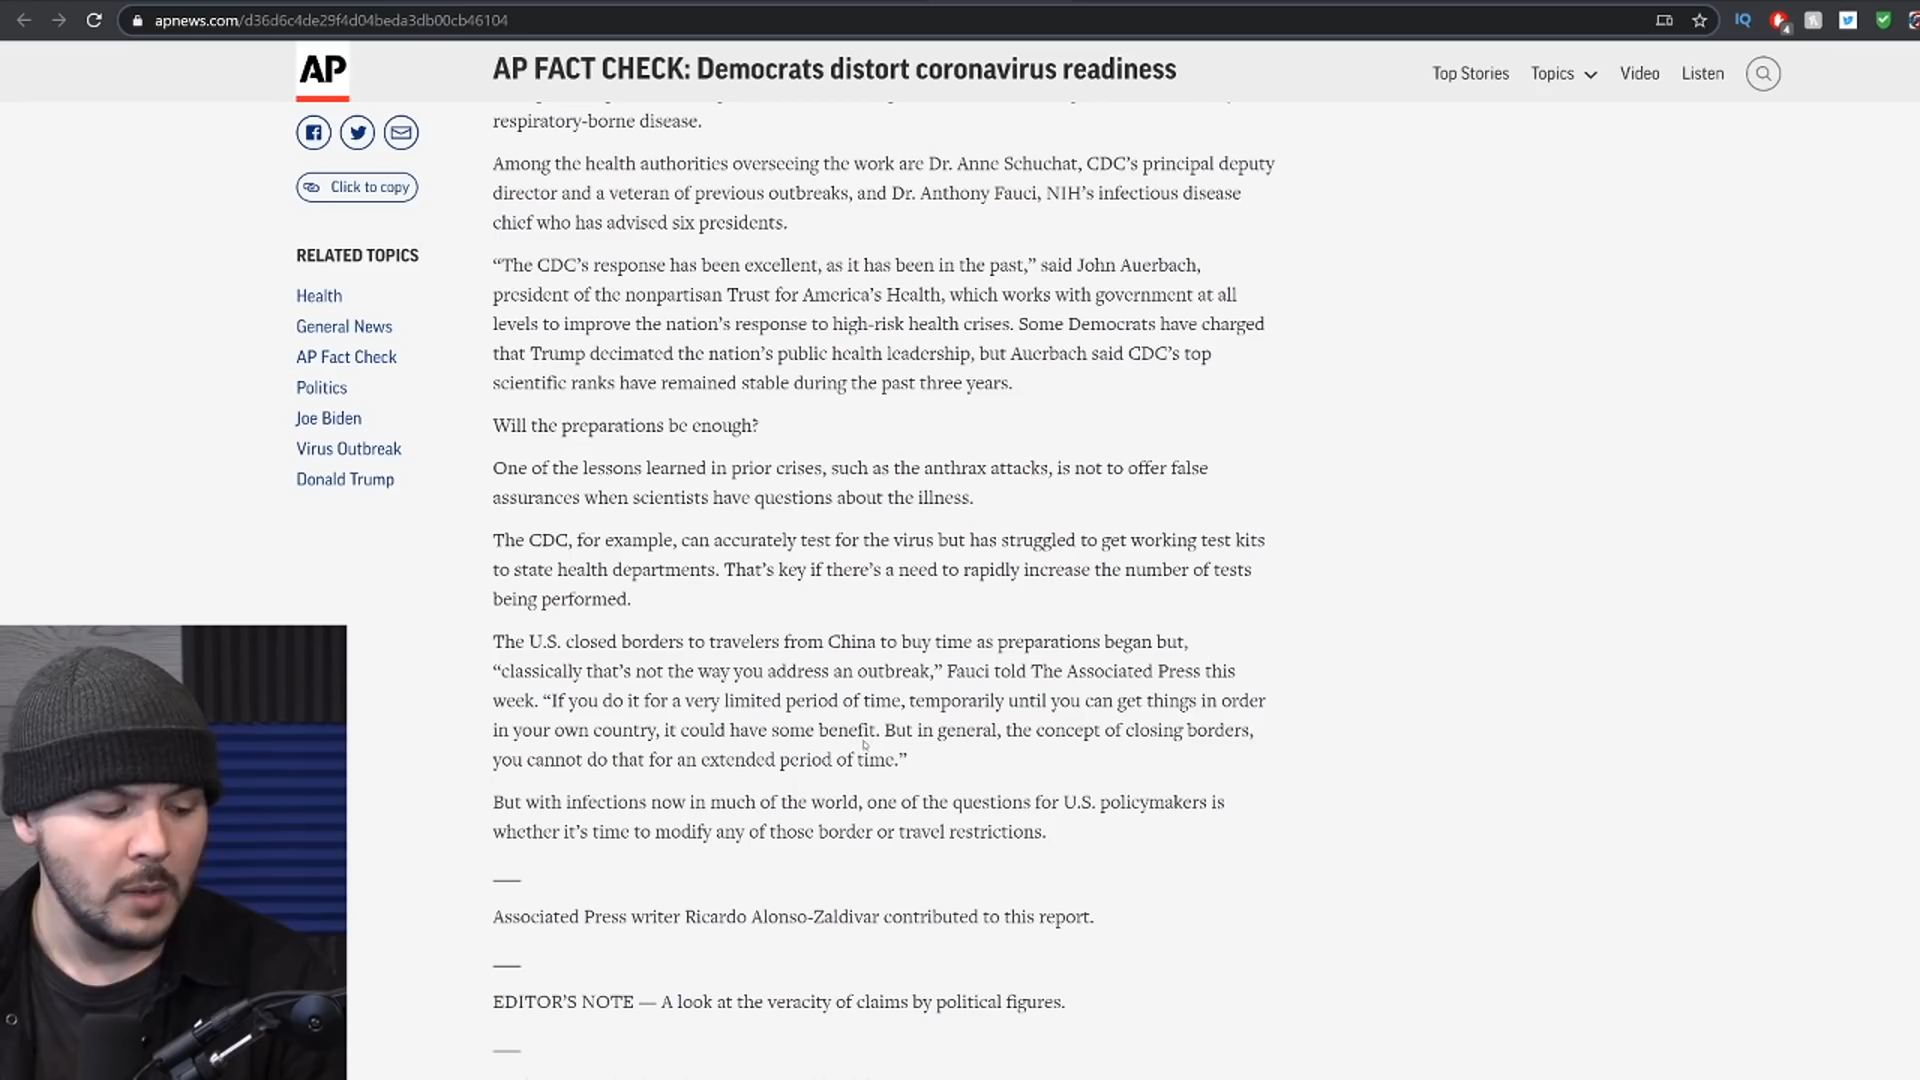 apnews.com/d36d6c4de29f4d04beda3db00cb46104
IQ
4
AP
AP FACT CHECK: Democrats distort coronavirus readiness
Top Stories
Topics
Video
Listen
Click to copy
RELATED TOPICS
Health
General News
AP Fact Check
Politics
Joe Biden
Virus Outbreak
Donald Trump
respiratory-borne disease.
Among the health authorities overseeing the work are Dr. Anne Schuchat, CDC’s principal deputy
director and a veteran of previous outbreaks, and Dr. Anthony Fauci, NIH’s infectious disease
chief who has advised six presidents.
“The CDC’s response has been excellent, as it has been in the past,” said John Auerbach,
president of the nonpartisan Trust for America’s Health, which works with government at all
levels to improve the nation’s response to high-risk health crises. Some Democrats have charged
that Trump decimated the nation’s public health leadership, but Auerbach said CDC’s top
scientific ranks have remained stable during the past three years.
Will the preparations be enough?
One of the lessons learned in prior crises, such as the anthrax attacks, is not to offer false
assurances when scientists have questions about the illness.
The CDC, for example, can accurately test for the virus but has struggled to get working test kits
to state health departments. That’s key if there’s a need to rapidly increase the number of tests
being performed.
The U.S. closed borders to travelers from China to buy time as preparations began but,
“classically that’s not the way you address an outbreak,” Fauci told The Associated Press this
week. “If you do it for a very limited period of time, temporarily until you can get things in order
in your own country, it could have some benefit. But in general, the concept of closing borders,
you cannot do that for an extended period of time.”
But with infections now in much of the world, one of the questions for U.S. policymakers is
whether it’s time to modify any of those border or travel restrictions.
Associated Press writer Ricardo Alonso-Zaldivar contributed to this report.
EDITOR’S NOTE — A look at the veracity of claims by political figures.